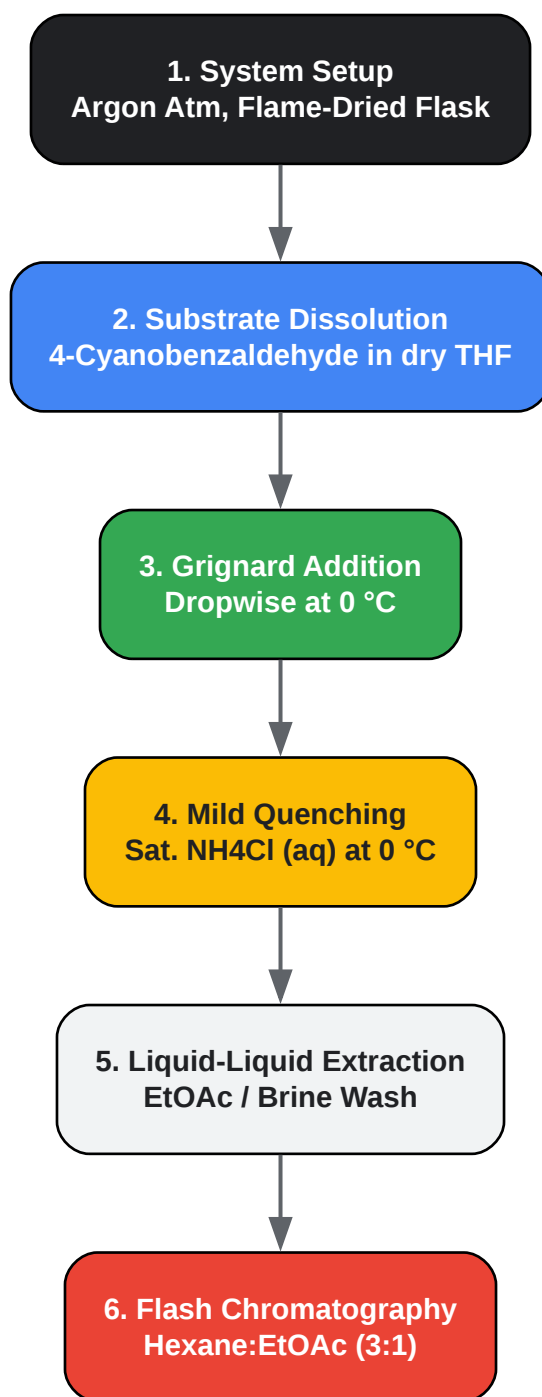 1. System Setup
Argon Atm, Flame-Dried Flask
2. Substrate Dissolution
4-Cyanobenzaldehyde in dry THF
3. Grignard Addition
Dropwise at 0 °C
4. Mild Quenching
Sat. NH4Cl (aq) at 0 °C
5. Liquid-Liquid Extraction
EtOAc / Brine Wash
6. Flash Chromatography
Hexane:EtOAc (3:1)